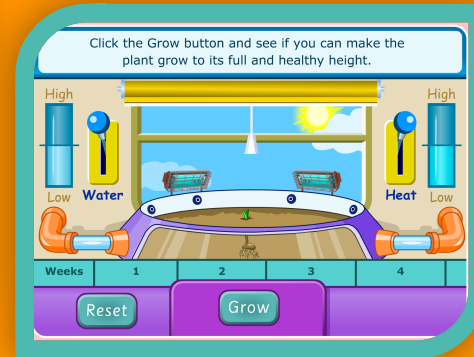 Click the Grow button and see if you can make the
plant grow to its full and healthy height.
High
High
Low
Water
Heat
Low
Weeks 1 2 3 4
Reset
Grow